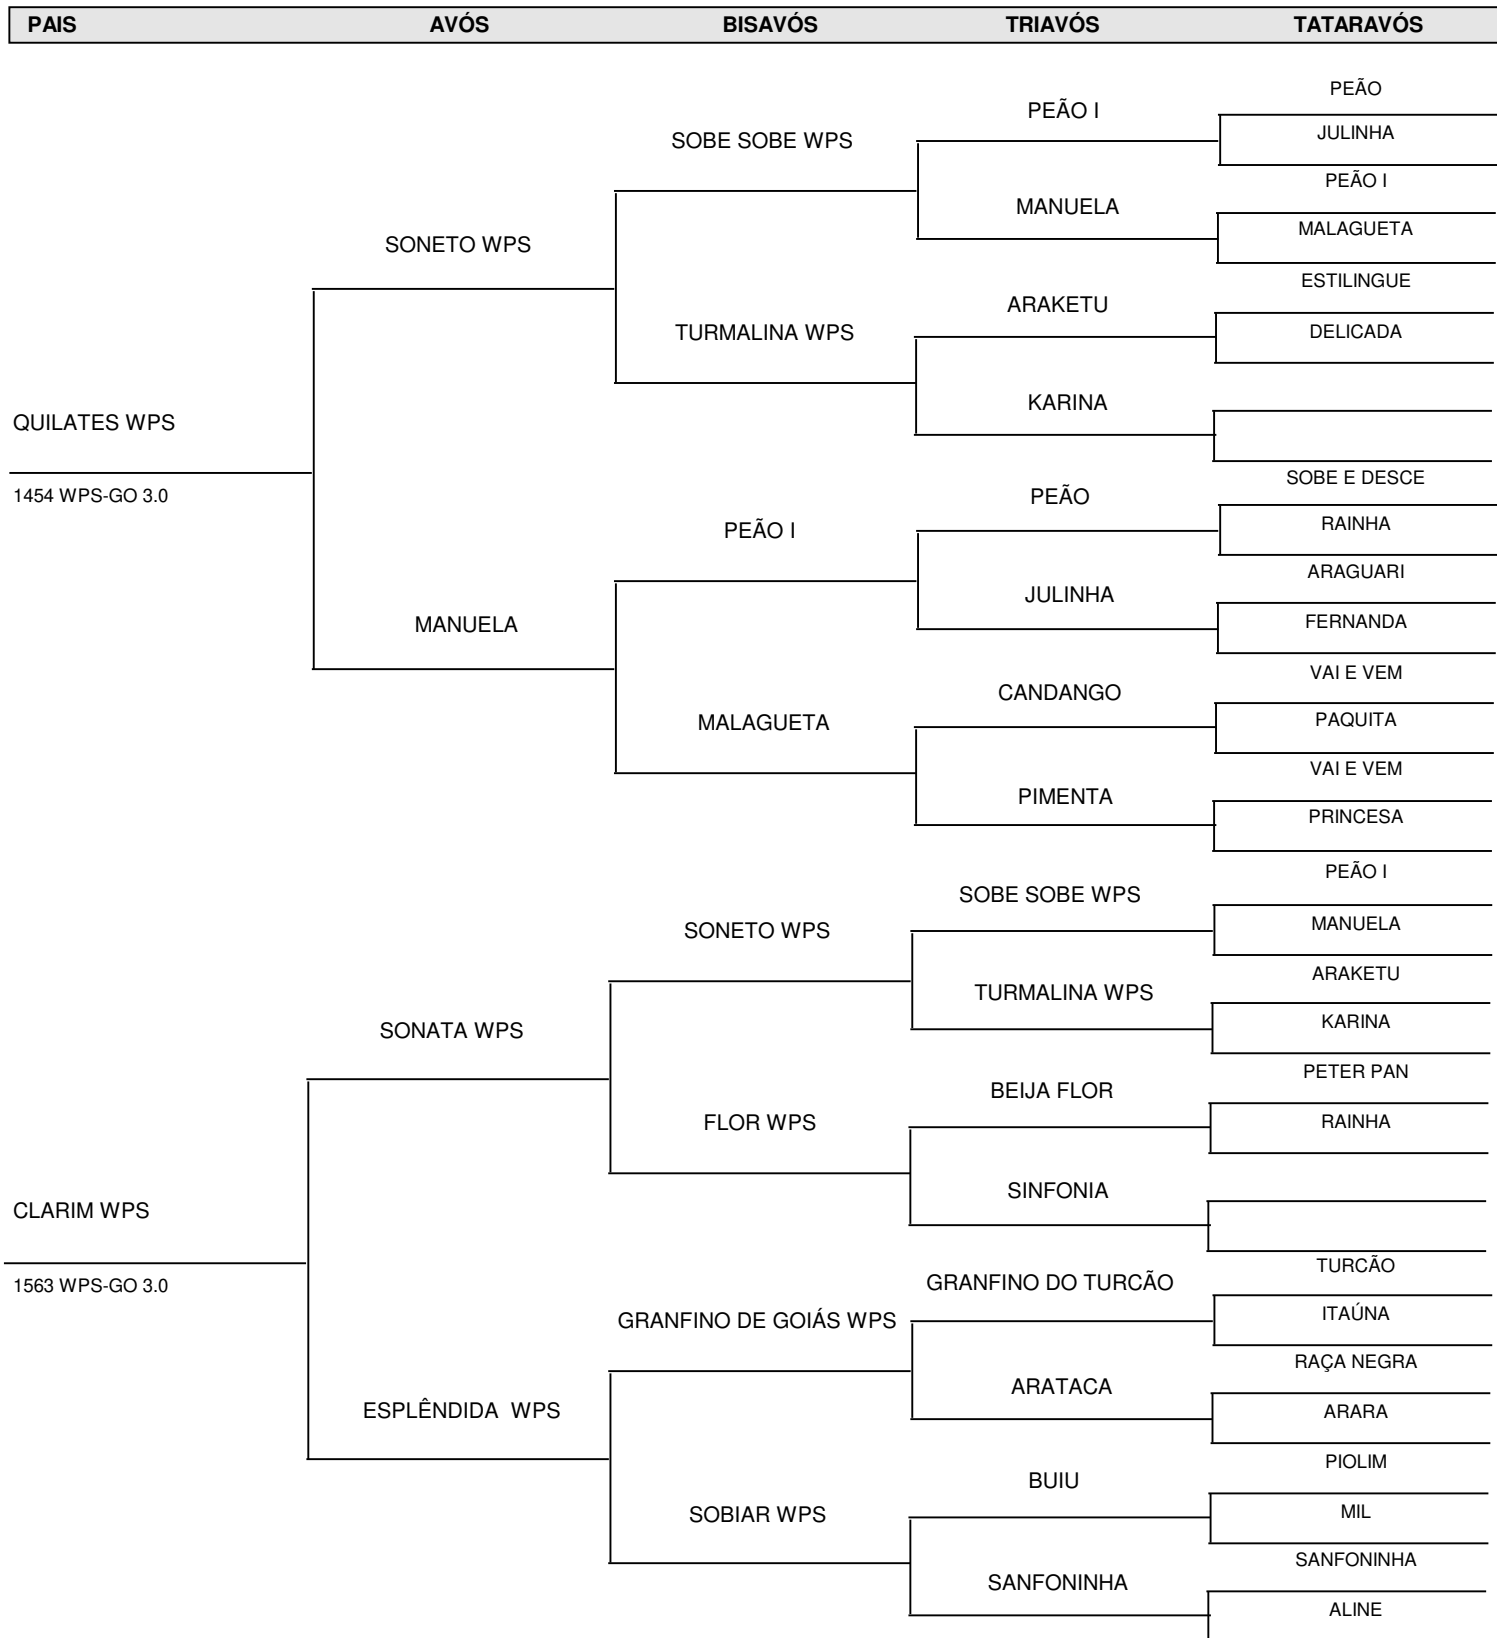 PAIS AVÓS BISAVÓS TRIAVÓS TATARAVÓS
PEÃO
PEÃO I
JULINHA
SOBE SOBE WPS
PEÃO I
MANUELA
MALAGUETA
SONETO WPS
ESTILINGUE
ARAKETU
TURMALINA WPS
DELICADA
KARINA
QUILATES WPS
SOBE E DESCE
1454 WPS-GO 3.0
PEÃO
RAINHA
PEÃO I
ARAGUARI
JULINHA
FERNANDA
MANUELA
VAI E VEM
CANDANGO
PAQUITA
MALAGUETA
VAI E VEM
PIMENTA
PRINCESA
PEÃO I
SOBE SOBE WPS
MANUELA
SONETO WPS
ARAKETU
TURMALINA WPS
KARINA
SONATA WPS
PETER PAN
BEIJA FLOR
RAINHA
FLOR WPS
SINFONIA
CLARIM WPS
TURCÃO
1563 WPS-GO 3.0
GRANFINO DO TURCÃO
ITAÚNA
GRANFINO DE GOIÁS WPS
RAÇA NEGRA
ARATACA
ARARA
ESPLÊNDIDA WPS
PIOLIM
BUIU
MIL
SOBIAR WPS
SANFONINHA
SANFONINHA
ALINE